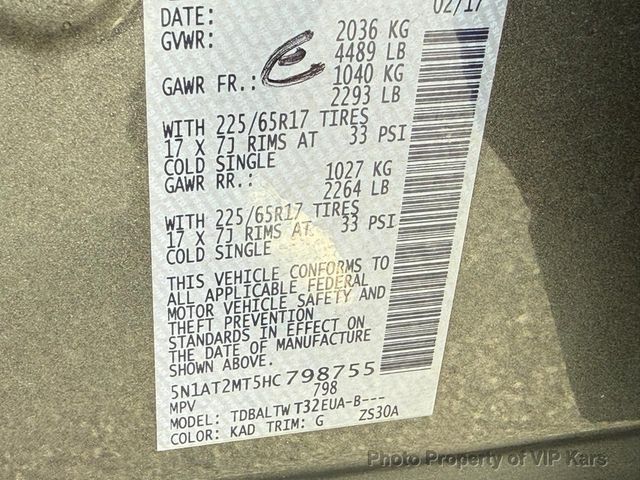 DATE: 02/17
GVWR: 2036 KG
4489 LB
GAWR FR.: 1040 KG
2293 LB
WITH 225/65R17 TIRES
17 X 7J RIMS AT 33 PSI
COLD SINGLE
GAWR RR.: 1027 KG
2264 LB
WITH 225/65R17 TIRES
17 X 7J RIMS AT 33 PSI
COLD SINGLE
THIS VEHICLE CONFORMS TO
ALL APPLICABLE FEDERAL
MOTOR VEHICLE SAFETY AND
THEFT PREVENTION
STANDARDS IN EFFECT ON
THE DATE OF MANUFACTURE
SHOWN ABOVE.
5N1AT2MT5HC798755
MPV 798
MODEL: TDBALTW T32EUA-B---
COLOR: KAD TRIM: G ZS30A
Photo Property of VIP Kars